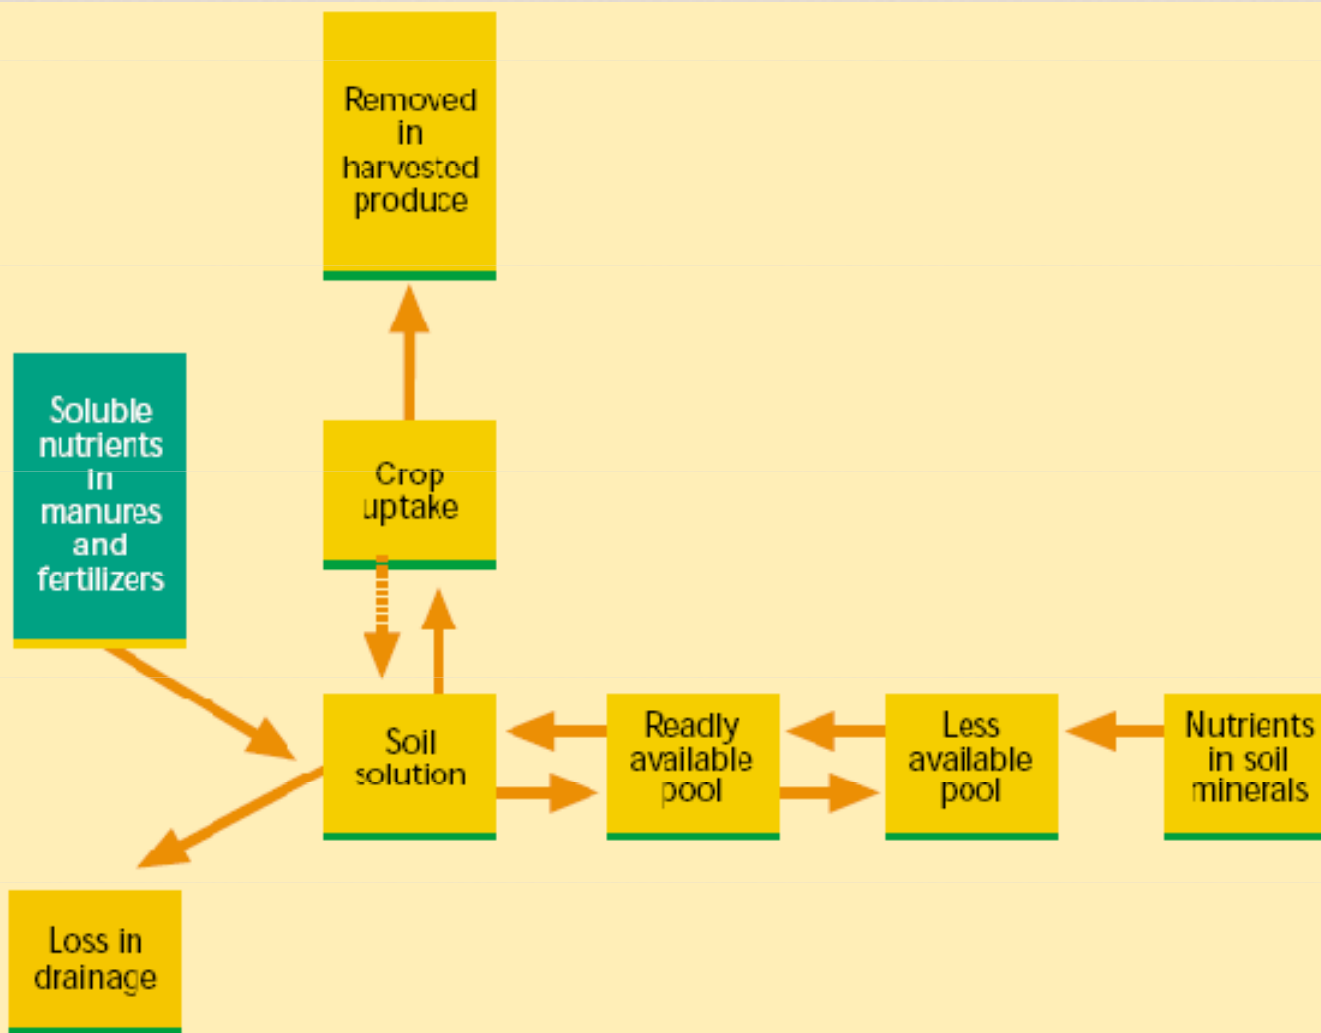 Removed
in
harvested
produce
Soluble
nutrients
in
manures
and
fertilizers
Crop
uptake
Soil
solution
Readly
available
pool
Less
available
pool
Nutrients
in soil
minerals
Loss in
drainage